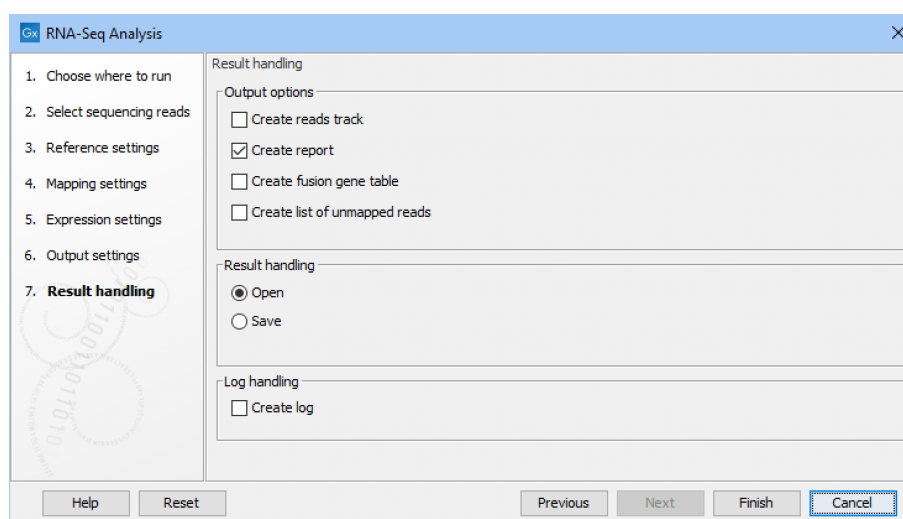 Gx RNA-Seq Analysis
1. Choose where to run
2. Select sequencing reads
3. Reference settings
4. Mapping settings
5. Expression settings
6. Output settings
7. Result handling
Result handling
Output options
Create reads track
Create report
Create fusion gene table
Create list of unmapped reads
Result handling
Open
Save
Log handling
Create log
Help Reset Previous Next Finish Cancel